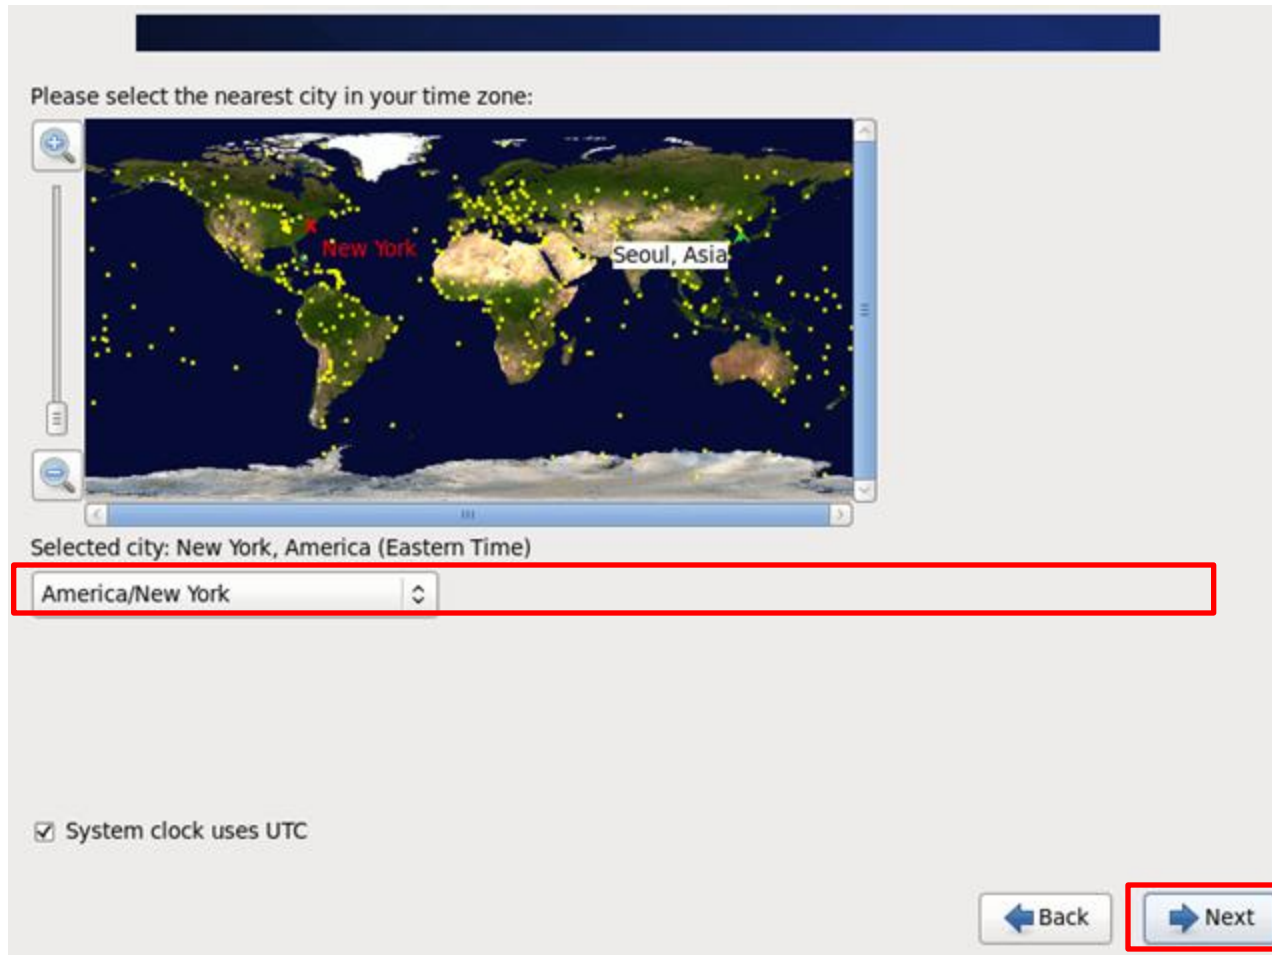 Please select the nearest city in your time zone:
New York
Seoul, Asia
Selected city: New York, America (Eastern Time)
America/New York
System clock uses UTC
Back
Next